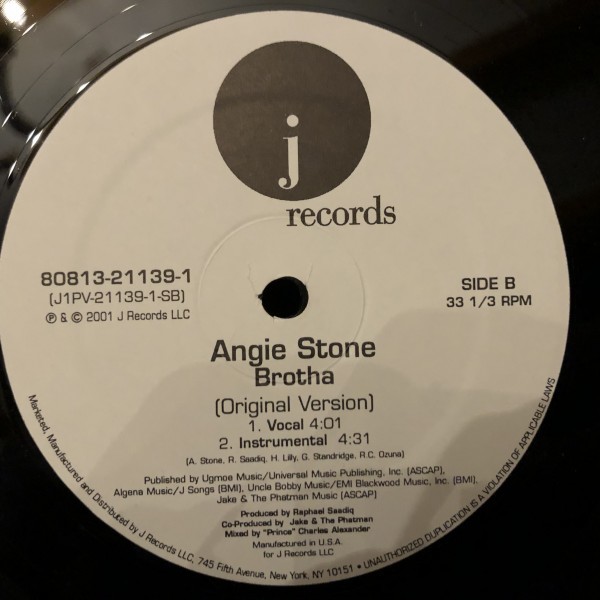 j
records
80813-21139-1
(J1PV-21139-1-SB)
℗ & © 2001 J Records LLC
SIDE B
33 1/3 RPM
Angie Stone
Brotha
(Original Version)
1. Vocal 4:01
2. Instrumental 4:31
(A. Stone, R. Saadiq, H. Lilly, G. Standridge, R.C. Ozuna)
Published by Ugmoe Music/Universal Music Publishing, Inc. (ASCAP),
Algena Music/J Songs (BMI), Uncle Bobby Music/EMI Blackwood Music, Inc. (BMI),
Jake & The Phatman Music (ASCAP)
Produced by Raphael Saadiq
Co-Produced by Jake & The Phatman
Mixed by "Prince" Charles Alexander
Manufactured in U.S.A.
for J Records LLC
Marketed, Manufactured and Distributed by J Records LLC, 745 Fifth Avenue, New York, NY 10151 • UNAUTHORIZED DUPLICATION IS A VIOLATION OF APPLICABLE LAWS